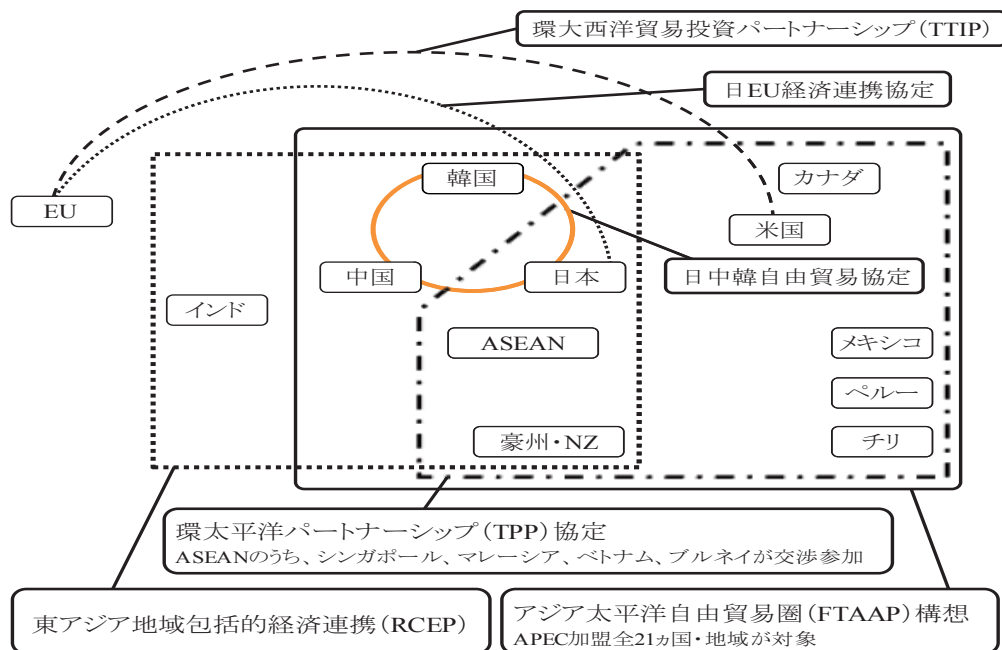 環大西洋貿易投資パートナーシップ(TTIP)
日EU経済連携協定
韓国
カナダ
EU
米国
中国
日本
日中韓自由貿易協定
インド
ASEAN
メキシコ
ペルー
豪州・NZ
チリ
環太平洋パートナーシップ(TPP)協定
ASEANのうち、シンガポール、マレーシア、ベトナム、ブルネイが交渉参加
東アジア地域包括的経済連携(RCEP)
アジア太平洋自由貿易圏(FTAAP)構想
APEC加盟全21ヵ国・地域が対象